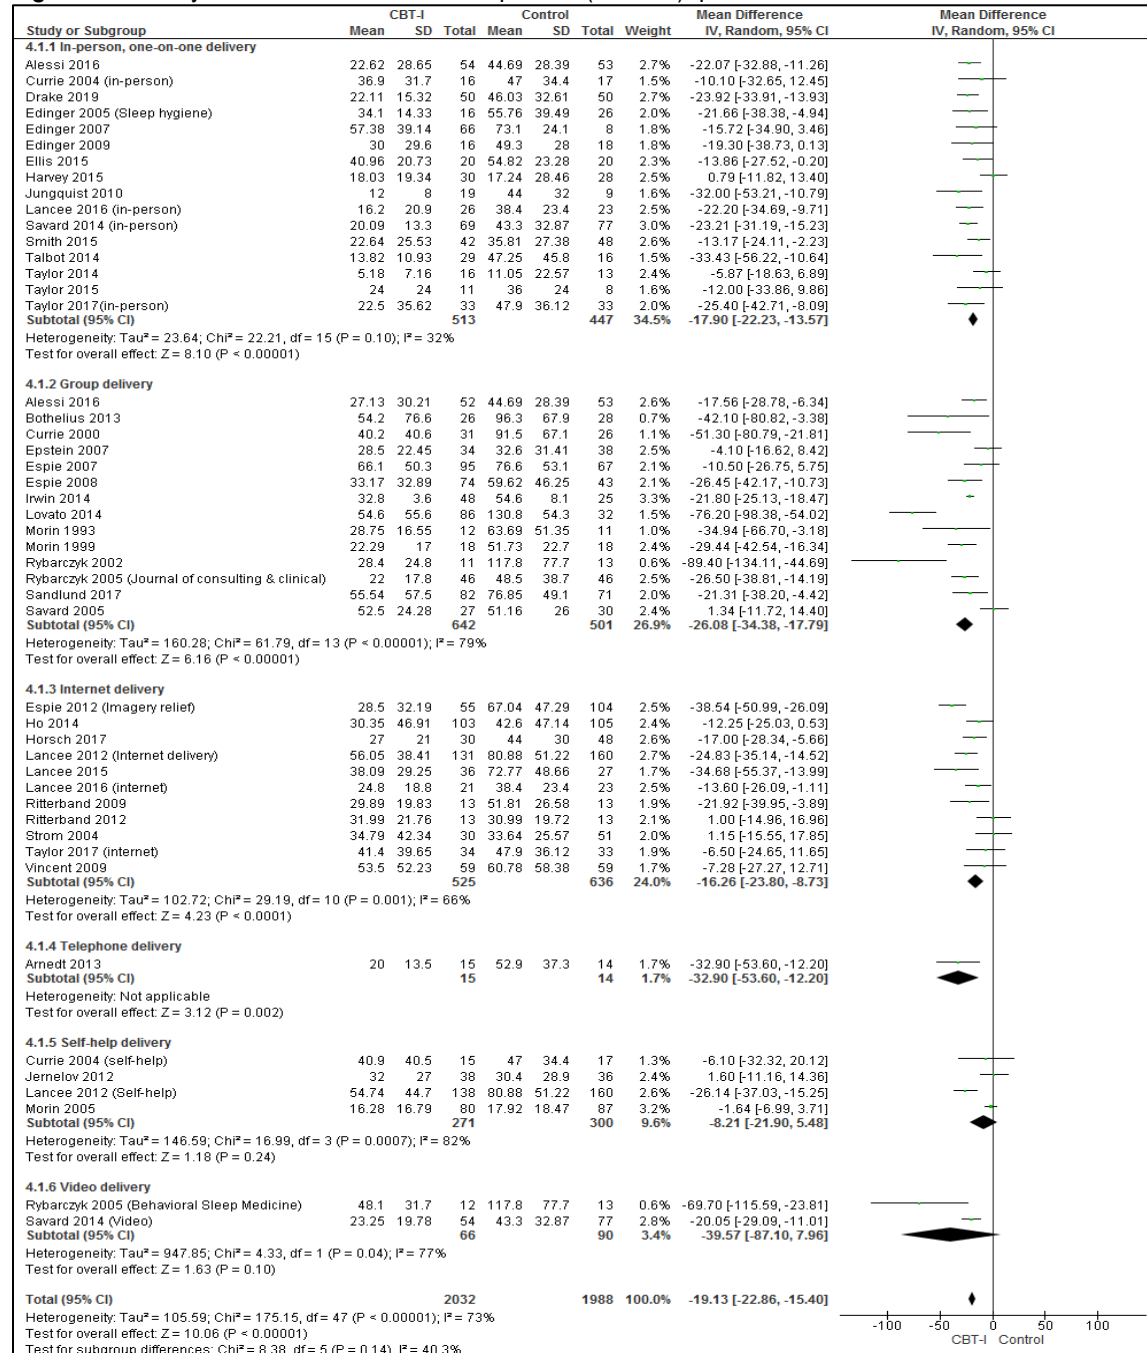 CBT-I Control Mean Difference Mean Difference
Study or Subgroup Mean SD Total Mean SD Total Weight IV, Random, 95% CI IV, Random, 95% CI
4.1.1 In-person, one-on-one delivery
Alessi 2016 22.62 28.65 54 44.69 28.39 53 2.7% -22.07 [-32.88, -11.26]
Currie 2004 (in-person) 36.9 31.7 16 47 34.4 17 1.5% -10.10 [-32.65, 12.45]
Drake 2019 22.11 15.32 50 46.03 32.61 50 2.7% -23.92 [-33.91, -13.93]
Edinger 2005 (Sleep hygiene) 34.1 14.33 16 55.76 39.49 26 2.0% -21.66 [-38.38, -4.94]
Edinger 2007 57.38 39.14 66 73.1 24.1 8 1.8% -15.72 [-34.90, 3.46]
Edinger 2009 30 29.6 16 49.3 28 18 1.8% -19.30 [-38.73, 0.13]
Ellis 2015 40.96 20.73 20 54.82 23.28 20 2.3% -13.86 [-27.52, -0.20]
Harvey 2015 18.03 19.34 30 17.24 28.46 28 2.4% 0.79 [-11.82, 13.40]
Jungquist 2010 12 8 19 44 32 9 1.6% -32.00 [-53.21, -10.79]
Lancee 2016 (in-person) 16.2 20.9 26 38.4 23.4 23 2.5% -22.20 [-34.69, -9.71]
Savard 2014 (in-person) 20.09 13.3 69 43.3 32.87 77 3.0% -23.21 [-31.19, -15.23]
Smith 2015 22.64 25.53 42 35.81 27.38 48 2.6% -13.17 [-24.11, -2.23]
Talbot 2014 13.82 10.93 29 47.25 45.8 16 1.4% -33.43 [-56.22, -10.64]
Taylor 2014 5.18 7.16 16 11.05 22.57 13 2.4% -5.87 [-18.63, 6.89]
Taylor 2015 24 24 11 36 24 8 1.5% -12.00 [-33.86, 9.86]
Taylor 2017(in-person) 22.5 35.62 33 47.9 36.12 33 2.0% -25.40 [-42.71, -8.09]
Subtotal (95% CI) 513 447 34.5% -17.90 [-22.23, -13.57]
Heterogeneity: Tau² = 23.64; Chi² = 22.21, df = 15 (P = 0.10); I² = 32%
Test for overall effect: Z = 8.10 (P < 0.00001)
4.1.2 Group delivery
Alessi 2016 27.13 30.21 52 44.69 28.39 53 2.6% -17.56 [-28.78, -6.34]
Bothelius 2013 54.2 76.6 26 96.3 67.9 28 0.7% -42.10 [-80.82, -3.38]
Currie 2000 40.2 40.6 31 91.5 67.1 26 1.1% -51.30 [-80.79, -21.81]
Epstein 2007 28.5 22.45 34 32.6 31.41 38 2.5% -4.10 [-16.62, 8.42]
Espie 2007 66.1 50.3 95 76.6 53.1 67 2.1% -10.50 [-26.75, 5.75]
Espie 2008 33.17 32.89 74 59.62 46.25 43 2.1% -26.45 [-42.17, -10.73]
Irwin 2014 32.8 3.6 48 54.6 8.1 25 3.3% -21.80 [-25.13, -18.47]
Lovato 2014 54.6 55.6 86 130.8 54.3 32 1.6% -76.20 [-98.38, -54.02]
Morin 1993 28.75 16.55 12 63.69 51.35 11 1.0% -34.94 [-66.70, -3.18]
Morin 1999 22.29 17 18 51.73 22.7 18 2.4% -29.44 [-42.54, -16.34]
Rybarczyk 2002 28.4 24.8 11 117.8 77.7 13 0.6% -89.40 [-134.11, -44.69]
Rybarczyk 2005 (Journal of consulting & clinical) 22 17.8 46 48.5 38.7 46 2.5% -26.50 [-38.81, -14.19]
Sandlund 2017 55.54 57.5 82 76.85 49.1 71 2.0% -21.31 [-38.20, -4.42]
Savard 2005 52.5 24.28 27 51.16 26 30 2.4% 1.34 [-11.72, 14.40]
Subtotal (95% CI) 642 501 26.9% -26.08 [-34.38, -17.79]
Heterogeneity: Tau² = 160.28; Chi² = 61.79, df = 13 (P < 0.00001); I² = 79%
Test for overall effect: Z = 6.16 (P < 0.00001)
4.1.3 Internet delivery
Espie 2012 (Imagery relief) 28.5 32.19 55 67.04 47.29 104 2.5% -38.54 [-50.99, -26.09]
Ho 2014 30.35 46.91 103 42.6 47.14 105 2.4% -12.25 [-25.03, 0.53]
Horsch 2017 27 21 30 44 30 48 2.6% -17.00 [-28.34, -5.66]
Lancee 2012 (Internet delivery) 56.05 38.41 131 80.88 51.22 160 2.7% -24.83 [-35.14, -14.52]
Lancee 2015 38.09 29.25 36 72.77 48.66 27 1.7% -34.68 [-55.37, -13.99]
Lancee 2016 (internet) 24.8 18.8 21 38.4 23.4 23 2.5% -13.60 [-26.09, -1.11]
Ritterband 2009 29.89 19.83 13 51.81 26.58 13 1.9% -21.92 [-39.95, -3.89]
Ritterband 2012 31.99 21.76 13 30.99 19.72 13 2.1% 1.00 [-14.96, 16.96]
Strom 2004 34.79 42.34 30 33.64 25.57 51 2.0% 1.15 [-15.55, 17.85]
Taylor 2017 (internet) 41.4 39.65 34 47.9 36.12 33 1.9% -6.50 [-24.65, 11.65]
Vincent 2009 53.5 52.23 59 60.78 58.38 59 1.7% -7.28 [-27.27, 12.71]
Subtotal (95% CI) 525 636 24.0% -16.26 [-23.80, -8.73]
Heterogeneity: Tau² = 102.72; Chi² = 29.19, df = 10 (P = 0.001); I² = 66%
Test for overall effect: Z = 4.23 (P < 0.0001)
4.1.4 Telephone delivery
Arnedt 2013 20 13.5 15 52.9 37.3 14 1.7% -32.90 [-53.60, -12.20]
Subtotal (95% CI) 15 14 1.7% -32.90 [-53.60, -12.20]
Heterogeneity: Not applicable
Test for overall effect: Z = 3.12 (P = 0.002)
4.1.5 Self-help delivery
Currie 2004 (self-help) 40.9 40.5 15 47 34.4 17 1.3% -6.10 [-32.32, 20.12]
Jernelov 2012 32 27 38 30.4 28.9 36 2.4% 1.60 [-11.16, 14.36]
Lancee 2012 (Self-help) 54.74 44.7 138 80.88 51.22 160 2.6% -26.14 [-37.03, -15.25]
Morin 2005 16.28 16.79 80 17.92 18.47 87 3.2% -1.64 [-6.99, 3.71]
Subtotal (95% CI) 271 300 9.6% -8.21 [-21.90, 5.48]
Heterogeneity: Tau² = 146.59; Chi² = 16.99, df = 3 (P = 0.0007); I² = 82%
Test for overall effect: Z = 1.18 (P = 0.24)
4.1.6 Video delivery
Rybarczyk 2005 (Behavioral Sleep Medicine) 48.1 31.7 12 117.8 77.7 13 0.6% -69.70 [-115.59, -23.81]
Savard 2014 (Video) 23.25 19.78 54 43.3 32.87 77 2.8% -20.05 [-29.09, -11.01]
Subtotal (95% CI) 66 90 3.4% -39.57 [-87.10, 7.96]
Heterogeneity: Tau² = 947.85; Chi² = 4.33, df = 1 (P = 0.04); I² = 77%
Test for overall effect: Z = 1.63 (P = 0.10)
Total (95% CI) 2032 1988 100.0% -19.13 [-22.86, -15.40]
Heterogeneity: Tau² = 105.59; Chi² = 175.15, df = 47 (P < 0.00001); I² = 73%
Test for overall effect: Z = 10.06 (P < 0.00001)
Test for subgroup differences: Chi² = 8.38, df = 5 (P = 0.14), I² = 40.3%
-100 -50 0 50 100
CBT-I Control